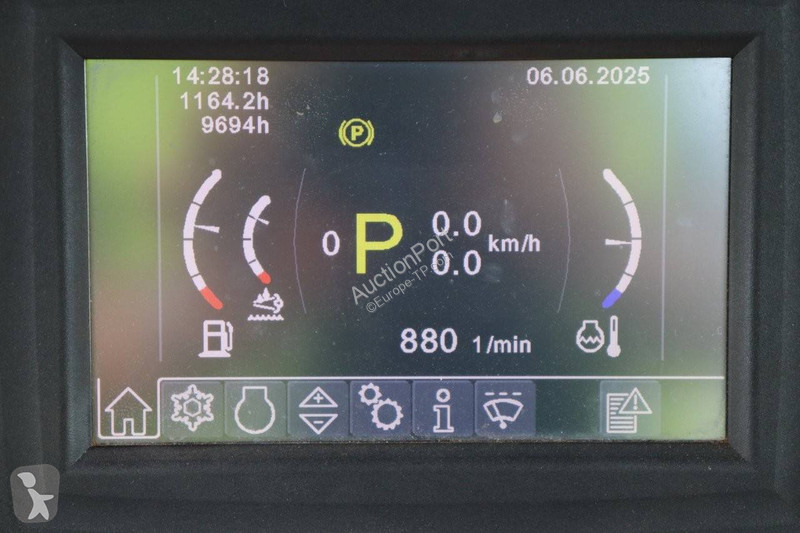 14:28:18
06.06.2025
1164.2h
9694h
P
0 P 0.0 km/h
0.0
AuctionPort
©Europe-TP.com
880 1/min